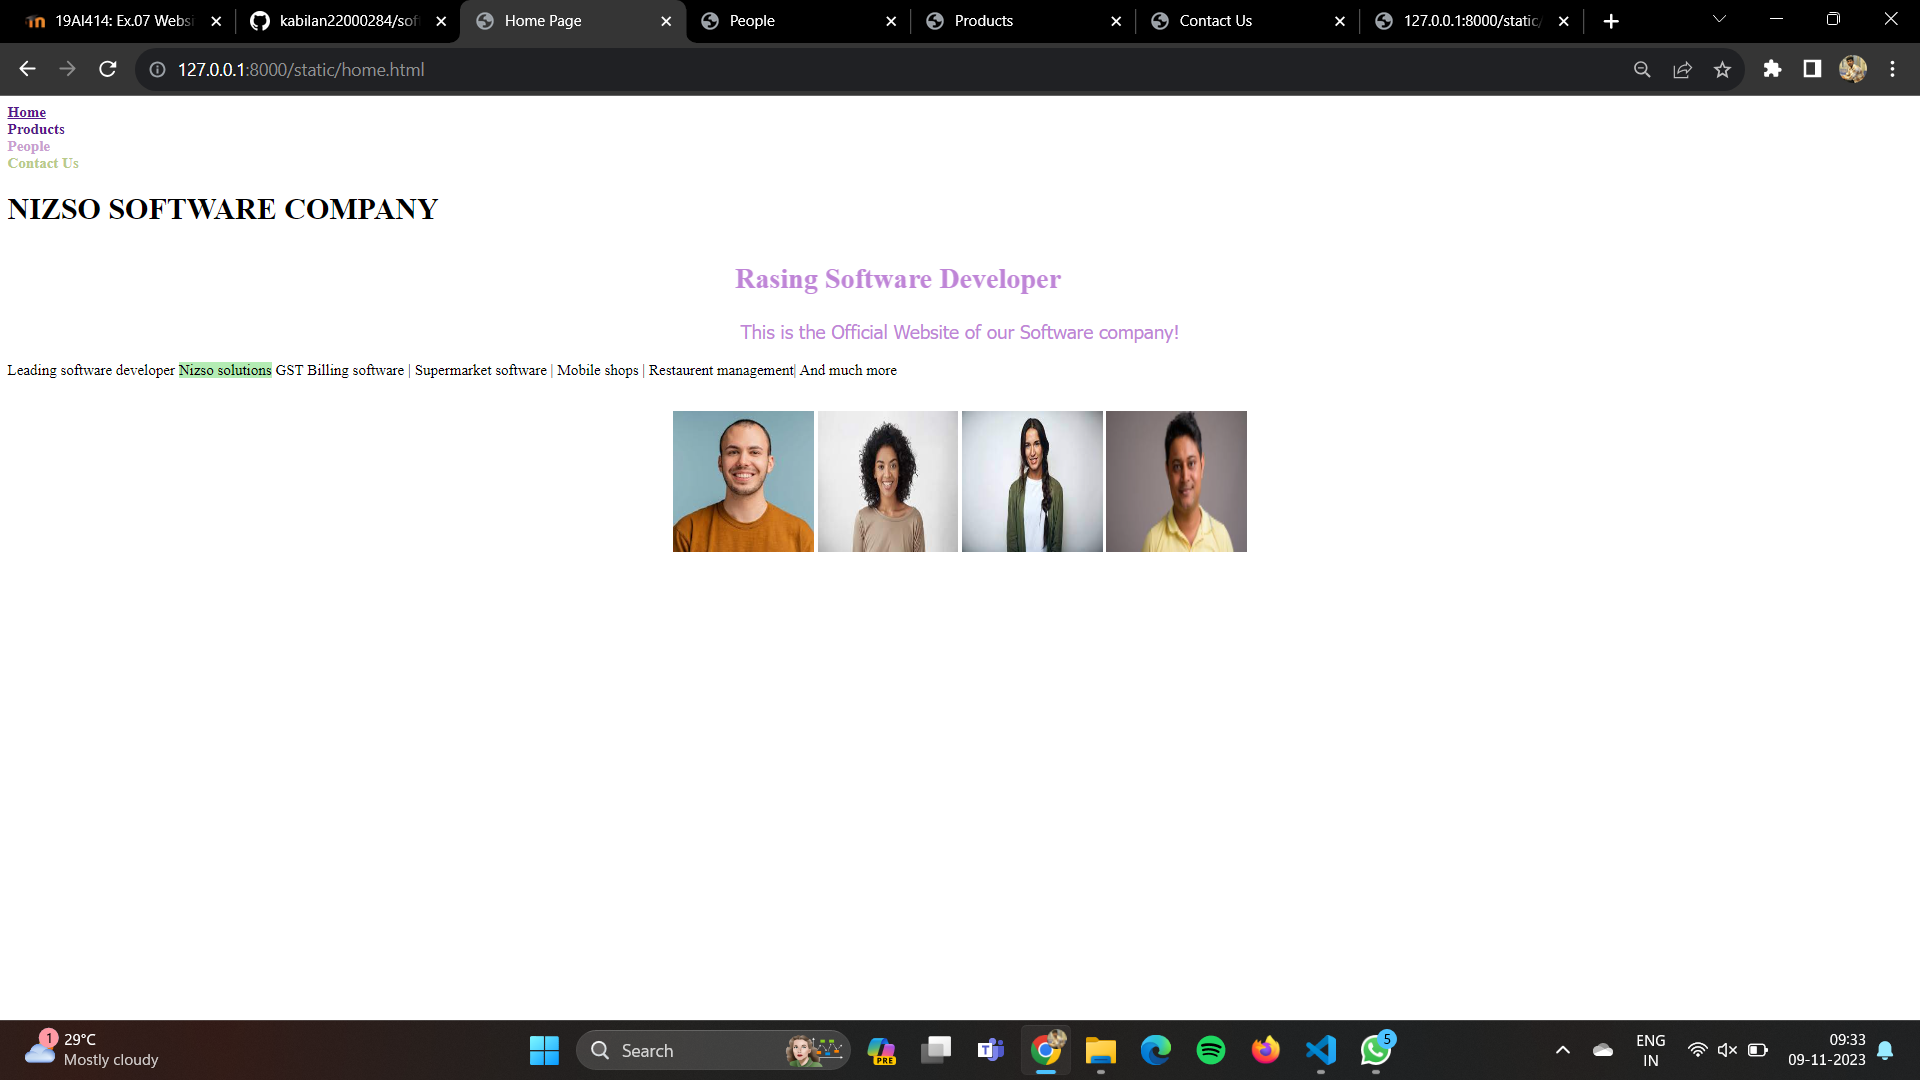 19AI414: Ex.07 Websi
kabilan22000284/sof
Home Page
People
Products
Contact Us
127.0.0.1:8000/static/
127.0.0.1:8000/static/home.html
Home
Products
People
Contact Us
NIZSO SOFTWARE COMPANY
Rasing Software Developer
This is the Official Website of our Software company!
Leading software developer Nizso solutions GST Billing software | Supermarket software | Mobile shops | Restaurent management| And much more
1
29°C
Mostly cloudy
Search
PRE
5
ENG
IN
09:33
09-11-2023